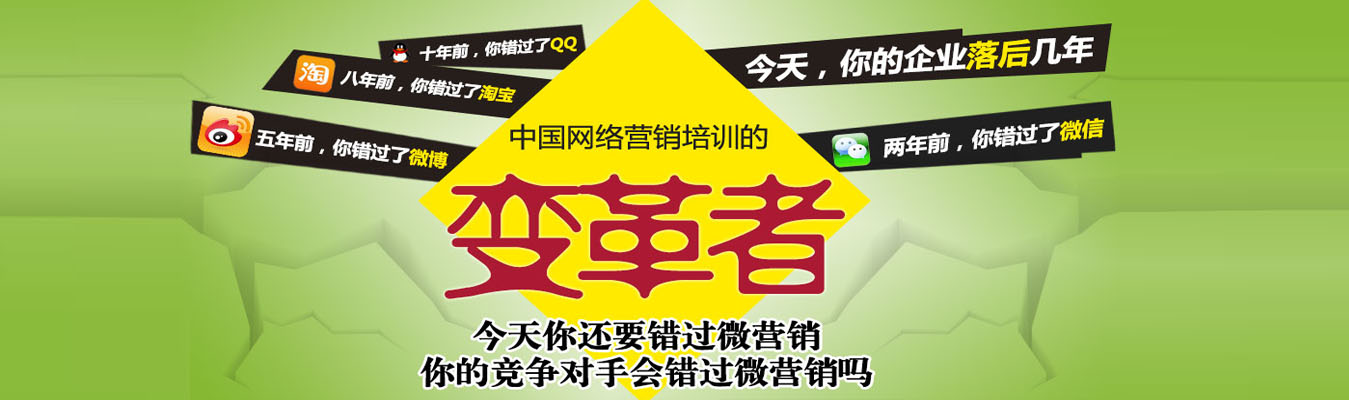 十年前，你错过了QQ
淘
八年前，你错过了淘宝
五年前，你错过了微博
今天，你的企业落后几年
两年前，你错过了微信
中国网络营销培训的
变革者
今天你还要错过微营销
你的竞争对手会错过微营销吗